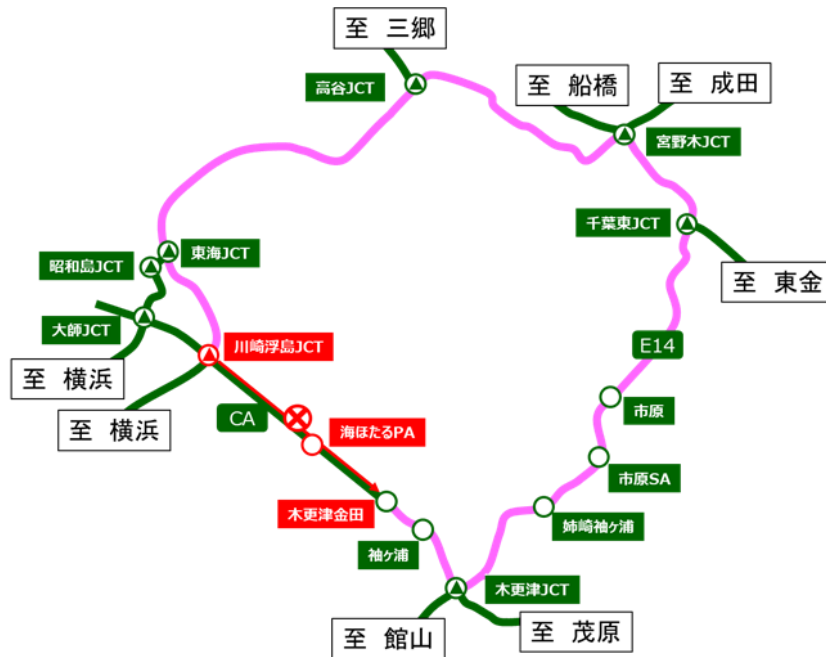 至 三郷
高谷JCT
至 船橋
至 成田
宮野木JCT
千葉東JCT
東海JCT
昭和島JCT
至 東金
大師JCT
川崎浮島JCT
E14
至 横浜
至 横浜
CA
市原
海ほたるPA
市原SA
木更津金田
姉崎袖ヶ浦
袖ヶ浦
木更津JCT
至 館山
至 茂原